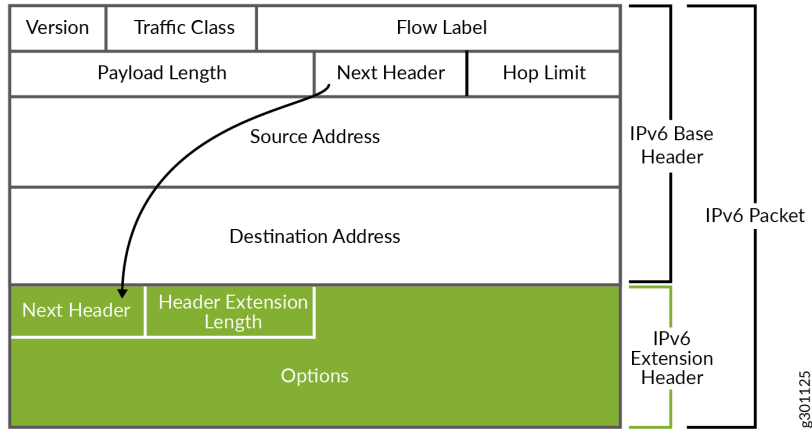 Version Traffic Class Flow Label
Payload Length Next Header Hop Limit
Source Address
Destination Address
Next Header
Header Extension
Length
Options
IPv6 Base
Header
IPv6 Packet
IPv6
Extension
Header
g301125